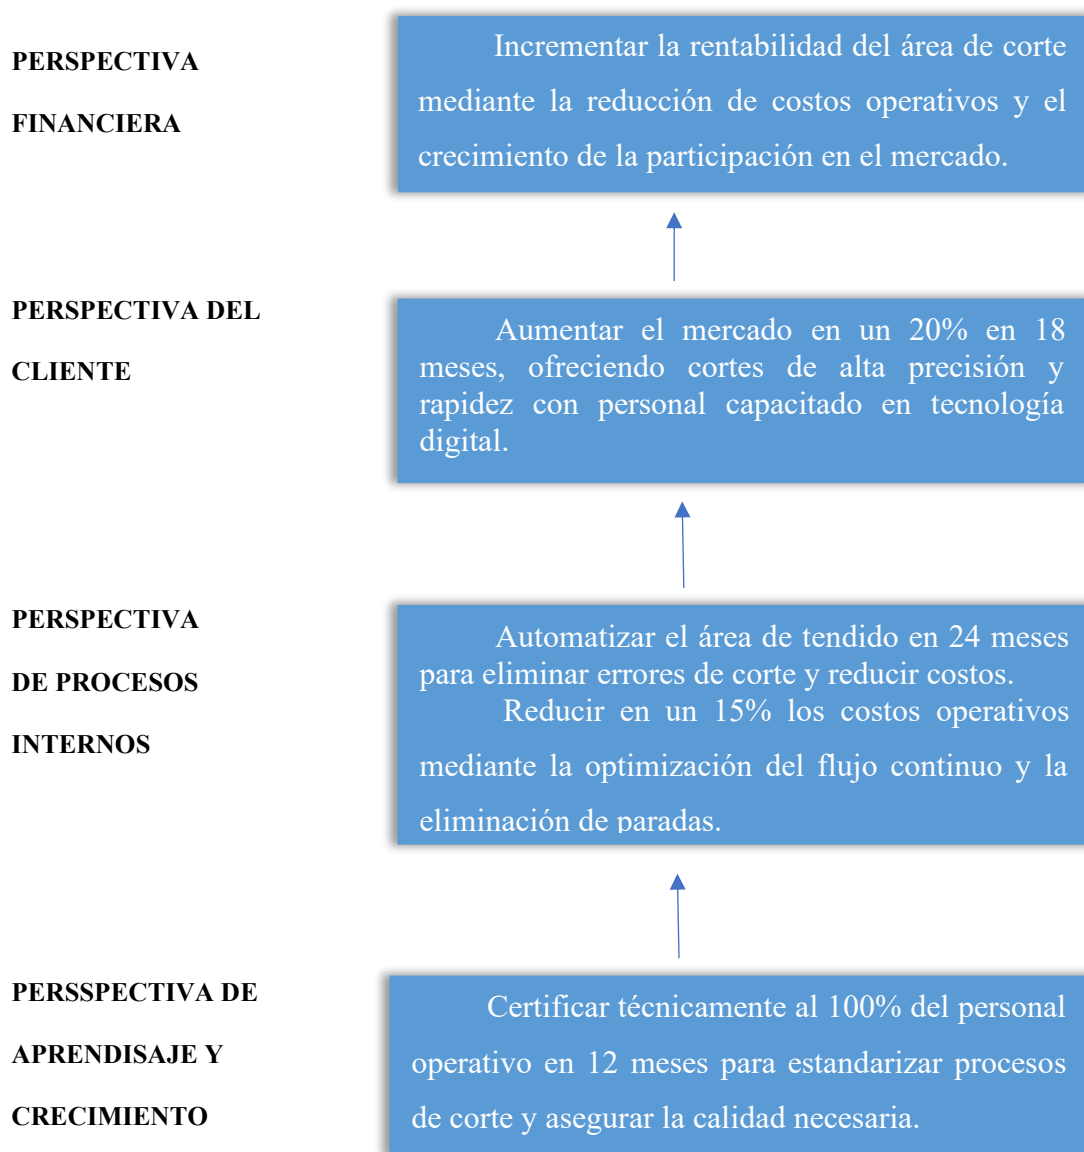 PERSPECTIVA
FINANCIERA
Incrementar la rentabilidad del área de corte
mediante la reducción de costos operativos y el
crecimiento de la participación en el mercado.
PERSPECTIVA DEL
CLIENTE
Aumentar el mercado en un 20% en 18
meses, ofreciendo cortes de alta precisión y
rapidez con personal capacitado en tecnología
digital.
PERSPECTIVA
DE PROCESOS
INTERNOS
Automatizar el área de tendido en 24 meses
para eliminar errores de corte y reducir costos.
Reducir en un 15% los costos operativos
mediante la optimización del flujo continuo y la
eliminación de paradas.
PERSSPECTIVA DE
APRENDISAJE Y
CRECIMIENTO
Certificar técnicamente al 100% del personal
operativo en 12 meses para estandarizar procesos
de corte y asegurar la calidad necesaria.